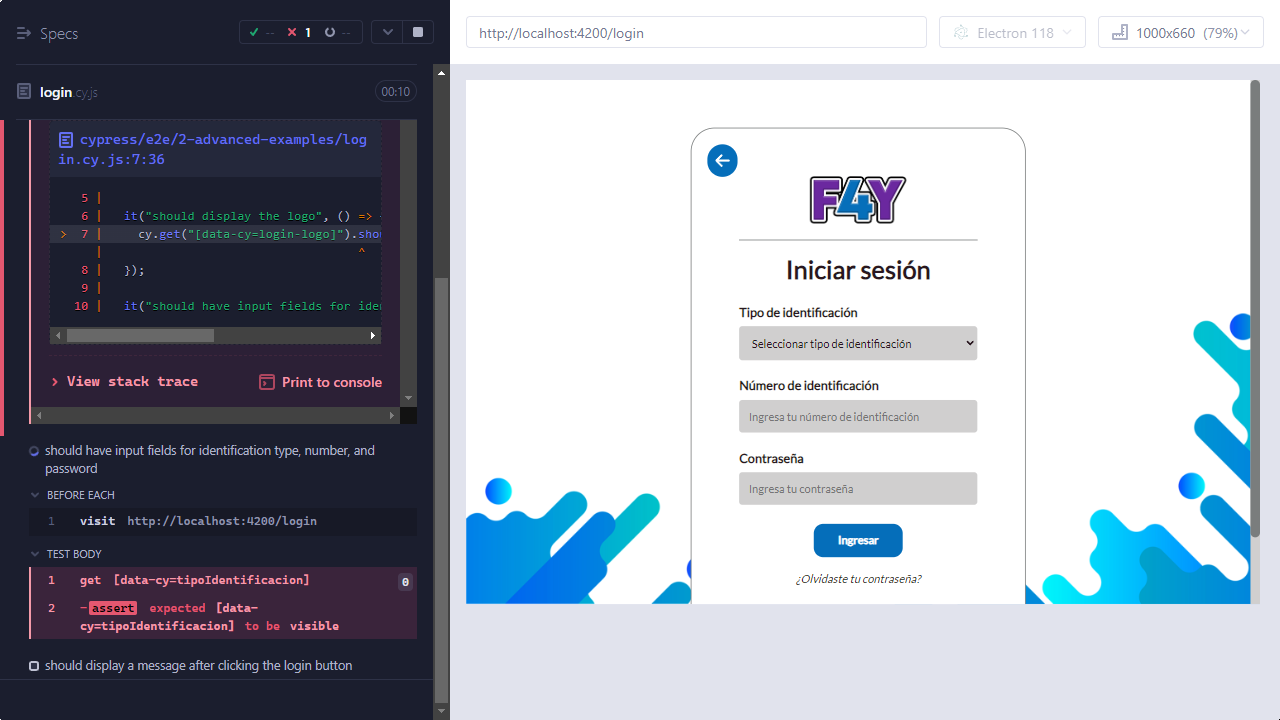 Specs
-- 1 --
login.cy.js 00:10
cypress/e2e/2-advanced-examples/log
in.cy.js:7:36
5 |
6 | it("should display the logo", () =>
> 7 | cy.get("[data-cy=login-logo]").shou
| ^
8 | });
9 |
10 | it("should have input fields for iden
> View stack trace
Print to console
should have input fields for identification type, number, and
password
BEFORE EACH
1 visit http://localhost:4200/login
TEST BODY
1 get [data-cy=tipoIdentificacion] 0
2 -assert expected [data-
cy=tipoIdentificacion] to be visible
should display a message after clicking the login button
http://localhost:4200/login
Electron 118
1000x660 (79%)
F4Y
Iniciar sesión
Tipo de identificación
Seleccionar tipo de identificación
Número de identificación
Ingresa tu número de identificación
Contraseña
Ingresa tu contraseña
Ingresar
¿Olvidaste tu contraseña?